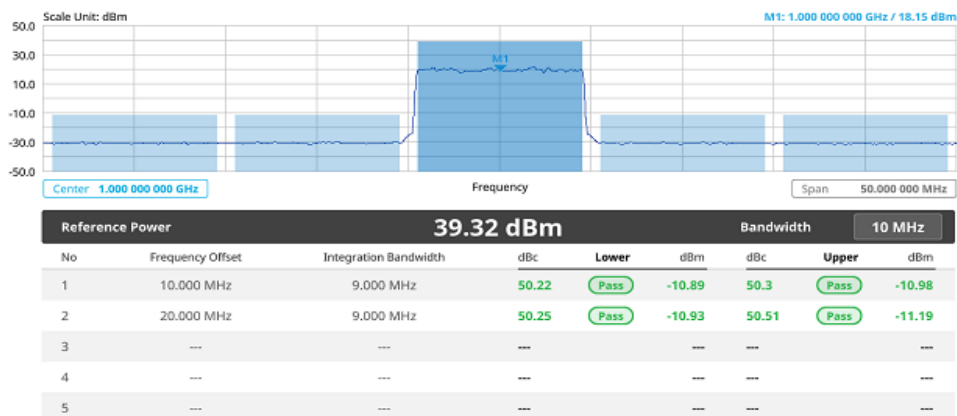 Scale Unit: dBm M1: 1.000 000 000 GHz / 18.15 dBm
50.0
30.0
M1
10.0
-10.0
-30.0
-50.0
Center 1.000 000 000 GHz Frequency Span 50.000 000 MHz
Reference Power 39.32 dBm Bandwidth 10 MHz
No Frequency Offset Integration Bandwidth dBc Lower dBm dBc Upper dBm
1 10.000 MHz 9.000 MHz 50.22 Pass -10.89 50.3 Pass -10.98
2 20.000 MHz 9.000 MHz 50.25 Pass -10.93 50.51 Pass -11.19
3 --- --- --- --- --- ---
4 --- --- --- --- --- ---
5 --- --- --- --- --- ---